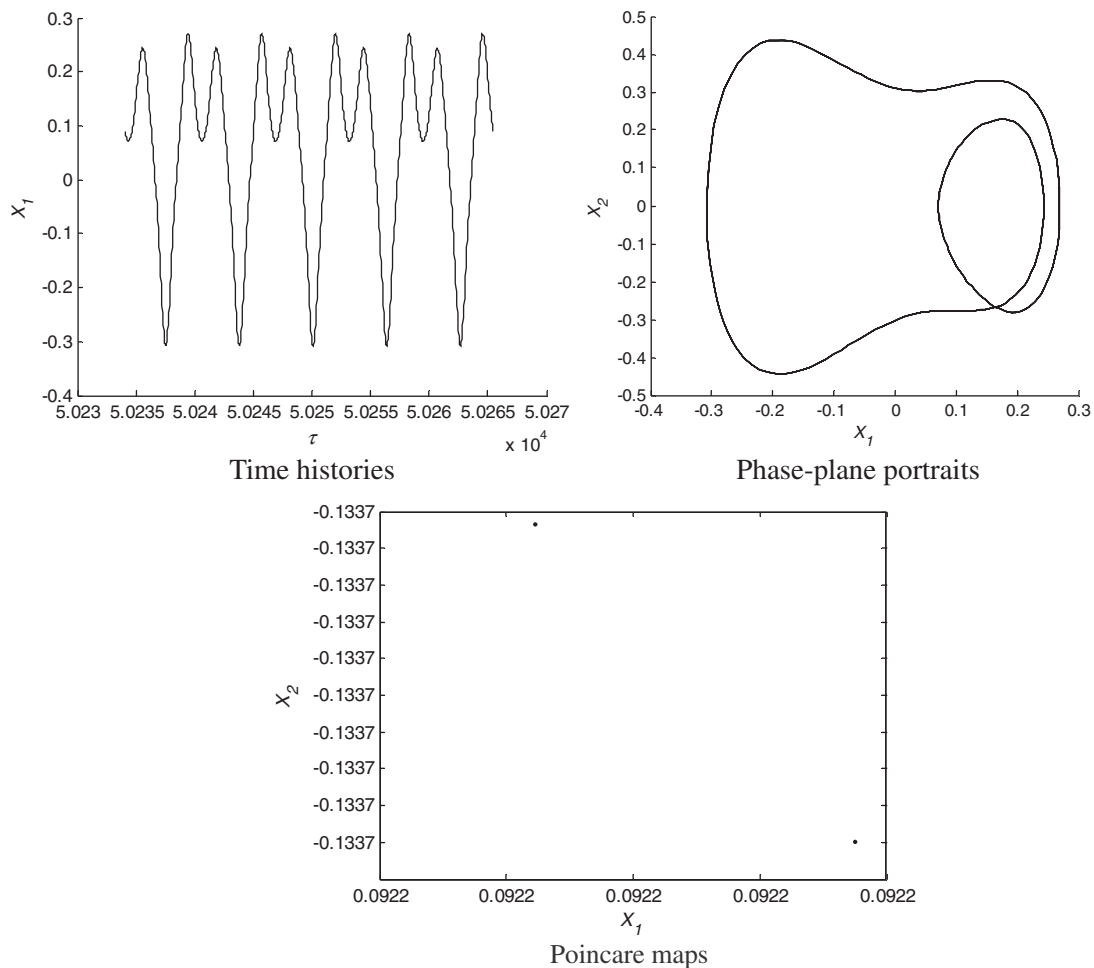 0.3
0.2
0.1
0
-0.1
-0.2
-0.3
-0.4
X1
5.023 5.0235 5.024 5.0245 5.025 5.0255 5.026 5.0265 5.027
τ
x 10^4
Time histories
0.5
0.4
0.3
0.2
0.1
0
-0.1
-0.2
-0.3
-0.4
-0.5
X2
-0.4 -0.3 -0.2 -0.1 0 0.1 0.2 0.3
X1
Phase-plane portraits
-0.1337
-0.1337
-0.1337
-0.1337
-0.1337
-0.1337
-0.1337
-0.1337
-0.1337
-0.1337
X2
0.0922 0.0922 0.0922 0.0922 0.0922
X1
Poincare maps